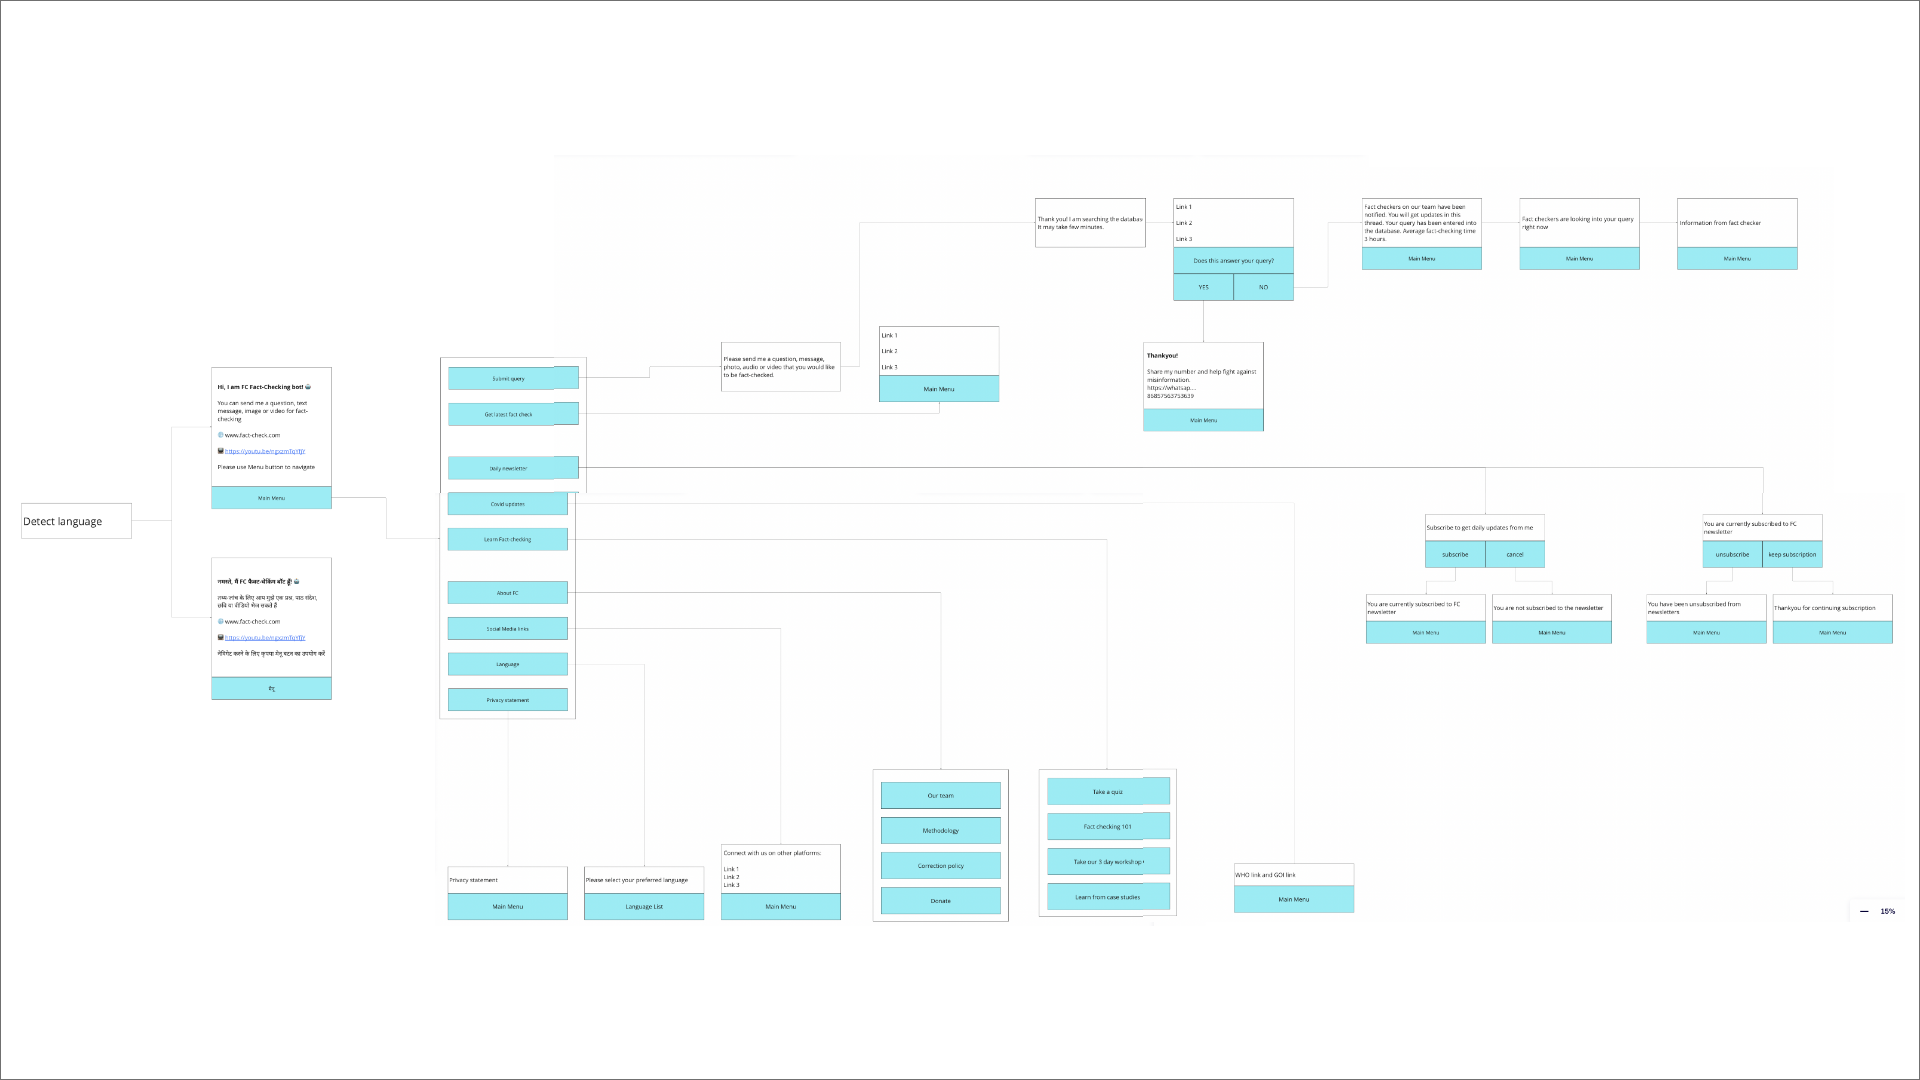 Detect language
Hi, I am FC Fact-Checking bot!
You can send me a question, text
message, image or video for fact-
checking
www.fact-check.com
Please use Menu button to navigate
Main Menu
नमस्ते, मैं FC फ़ैक्ट-चेकिंग बॉट हूँ!
तथ्य-जांच के लिए आप मुझे एक प्रश्न, पाठ संदेश,
छवि या वीडियो भेज सकते हैं
www.fact-check.com
नेविगेट करने के लिए कृपया मेनू बटन का उपयोग करें
मेनू
Submit query
Get latest fact check
Daily newsletter
Covid updates
Learn Fact-checking
About FC
Social Media links
Language
Privacy statement
Please send me a question, message,
photo, audio or video that you would like
to be fact-checked.
Link 1
Link 2
Link 3
Main Menu
Thank you! I am searching the databas
It may take few minutes.
Link 1
Link 2
Link 3
Does this answer your query?
YES
NO
Thankyou!
Share my number and help fight against
misinformation.
https://whatsap....
85857563753639
Main Menu
Fact checkers on our team have been
notified. You will get updates in this
thread. Your query has been entered into
the database. Average fact-checking time
3 hours.
Main Menu
Fact checkers are looking into your query
right now
Main Menu
Information from fact checker
Main Menu
Subscribe to get daily updates from me
subscribe
cancel
You are currently subscribed to FC
newsletter
Main Menu
You are not subscribed to the newsletter
Main Menu
You are currently subscribed to FC
newsletter
unsubscribe
keep subscription
You have been unsubscribed from
newsletters
Main Menu
Thankyou for continuing subscription
Main Menu
Privacy statement
Main Menu
Please select your preferred language
Language List
Connect with us on other platforms:
Link 1
Link 2
Link 3
Main Menu
Our team
Methodology
Correction policy
Donate
Take a quiz
Fact checking 101
Take our 3 day workshop
Learn from case studies
WHO link and GOI link
Main Menu
15%